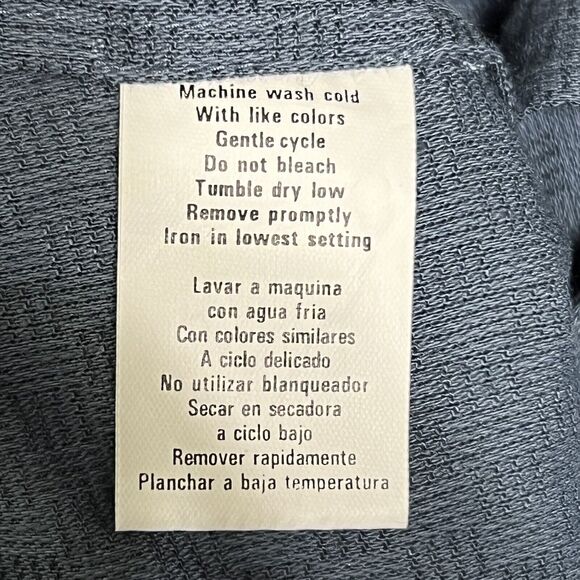 Machine wash cold
With like colors
Gentle cycle
Do not bleach
Tumble dry low
Remove promptly
Iron in lowest setting
Lavar a maquina
con agua fria
Con colores similares
A ciclo delicado
No utilizar blanqueador
Secar en secadora
a ciclo bajo
Remover rapidamente
Planchar a baja temperatura